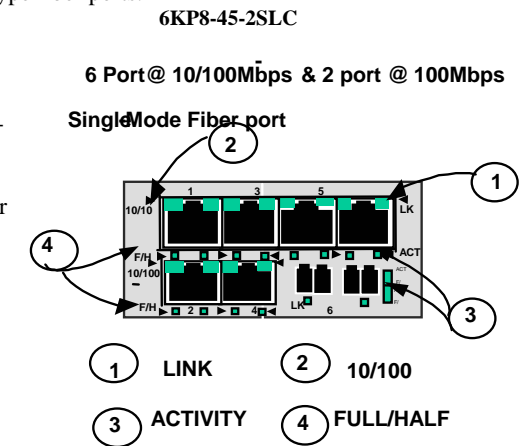 6KP8-45-2SLC
6 Port@ 10/100Mbps & 2 port @ 100Mbps
SingleMode Fiber port
2
1
1 3 5
10/10 LK
4
F/H ACT
10/100 ACT
F/
F/H 2 4 LK 6 F/
3
1 LINK 2 10/100
3 ACTIVITY 4 FULL/HALF